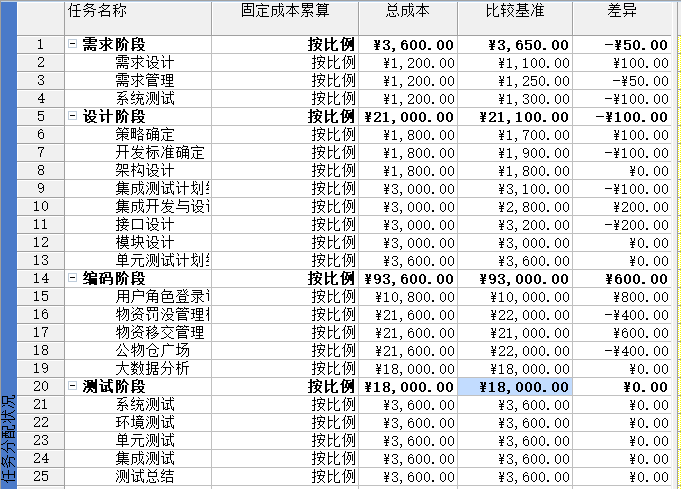 任务名称 固定成本累算 总成本 比较基准 差异
1 需求阶段 按比例 ¥3,600.00 ¥3,650.00 -¥50.00
2 需求设计 按比例 ¥1,200.00 ¥1,100.00 ¥100.00
3 需求管理 按比例 ¥1,200.00 ¥1,250.00 -¥50.00
4 系统测试 按比例 ¥1,200.00 ¥1,300.00 -¥100.00
5 设计阶段 按比例 ¥21,000.00 ¥21,100.00 -¥100.00
6 策略确定 按比例 ¥1,800.00 ¥1,700.00 ¥100.00
7 开发标准确定 按比例 ¥1,800.00 ¥1,900.00 -¥100.00
8 架构设计 按比例 ¥1,800.00 ¥1,800.00 ¥0.00
9 集成测试计划 按比例 ¥3,000.00 ¥3,100.00 -¥100.00
10 集成开发与设 按比例 ¥3,000.00 ¥2,800.00 ¥200.00
11 接口设计 按比例 ¥3,000.00 ¥3,200.00 -¥200.00
12 模块设计 按比例 ¥3,000.00 ¥3,000.00 ¥0.00
13 单元测试计划 按比例 ¥3,600.00 ¥3,600.00 ¥0.00
14 编码阶段 按比例 ¥93,600.00 ¥93,000.00 ¥600.00
15 用户角色登录 按比例 ¥10,800.00 ¥10,000.00 ¥800.00
16 物资罚没管理 按比例 ¥21,600.00 ¥22,000.00 -¥400.00
17 物资移交管理 按比例 ¥21,600.00 ¥21,000.00 ¥600.00
18 公物仓广场 按比例 ¥21,600.00 ¥22,000.00 -¥400.00
19 大数据分析 按比例 ¥18,000.00 ¥18,000.00 ¥0.00
20 测试阶段 按比例 ¥18,000.00 ¥18,000.00 ¥0.00
21 系统测试 按比例 ¥3,600.00 ¥3,600.00 ¥0.00
22 环境测试 按比例 ¥3,600.00 ¥3,600.00 ¥0.00
23 单元测试 按比例 ¥3,600.00 ¥3,600.00 ¥0.00
24 集成测试 按比例 ¥3,600.00 ¥3,600.00 ¥0.00
25 测试总结 按比例 ¥3,600.00 ¥3,600.00 ¥0.00
任务分配状况